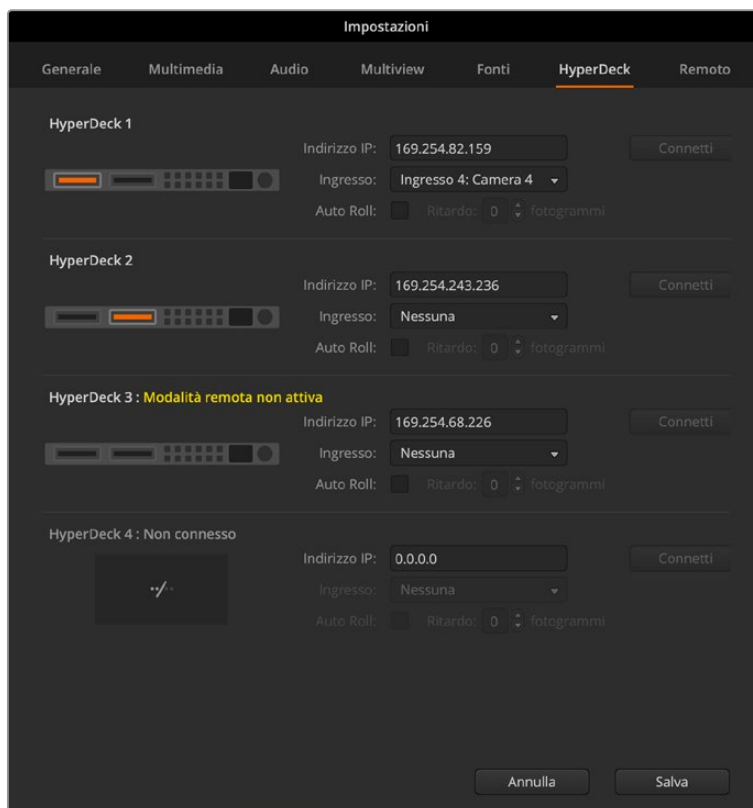 Impostazioni
Generale Multimedia Audio Multiview Fonti HyperDeck Remoto
HyperDeck 1
Indirizzo IP: 169.254.82.159 Connetti
Ingresso: Ingresso 4: Camera 4
Auto Roll: Ritardo: 0 fotogrammi
HyperDeck 2
Indirizzo IP: 169.254.243.236 Connetti
Ingresso: Nessuna
Auto Roll: Ritardo: 0 fotogrammi
HyperDeck 3 : Modalità remota non attiva
Indirizzo IP: 169.254.68.226 Connetti
Ingresso: Nessuna
Auto Roll: Ritardo: 0 fotogrammi
HyperDeck 4 : Non connesso
Indirizzo IP: 0.0.0.0 Connetti
Ingresso: Nessuna
Auto Roll: Ritardo: 0 fotogrammi
Annulla Salva